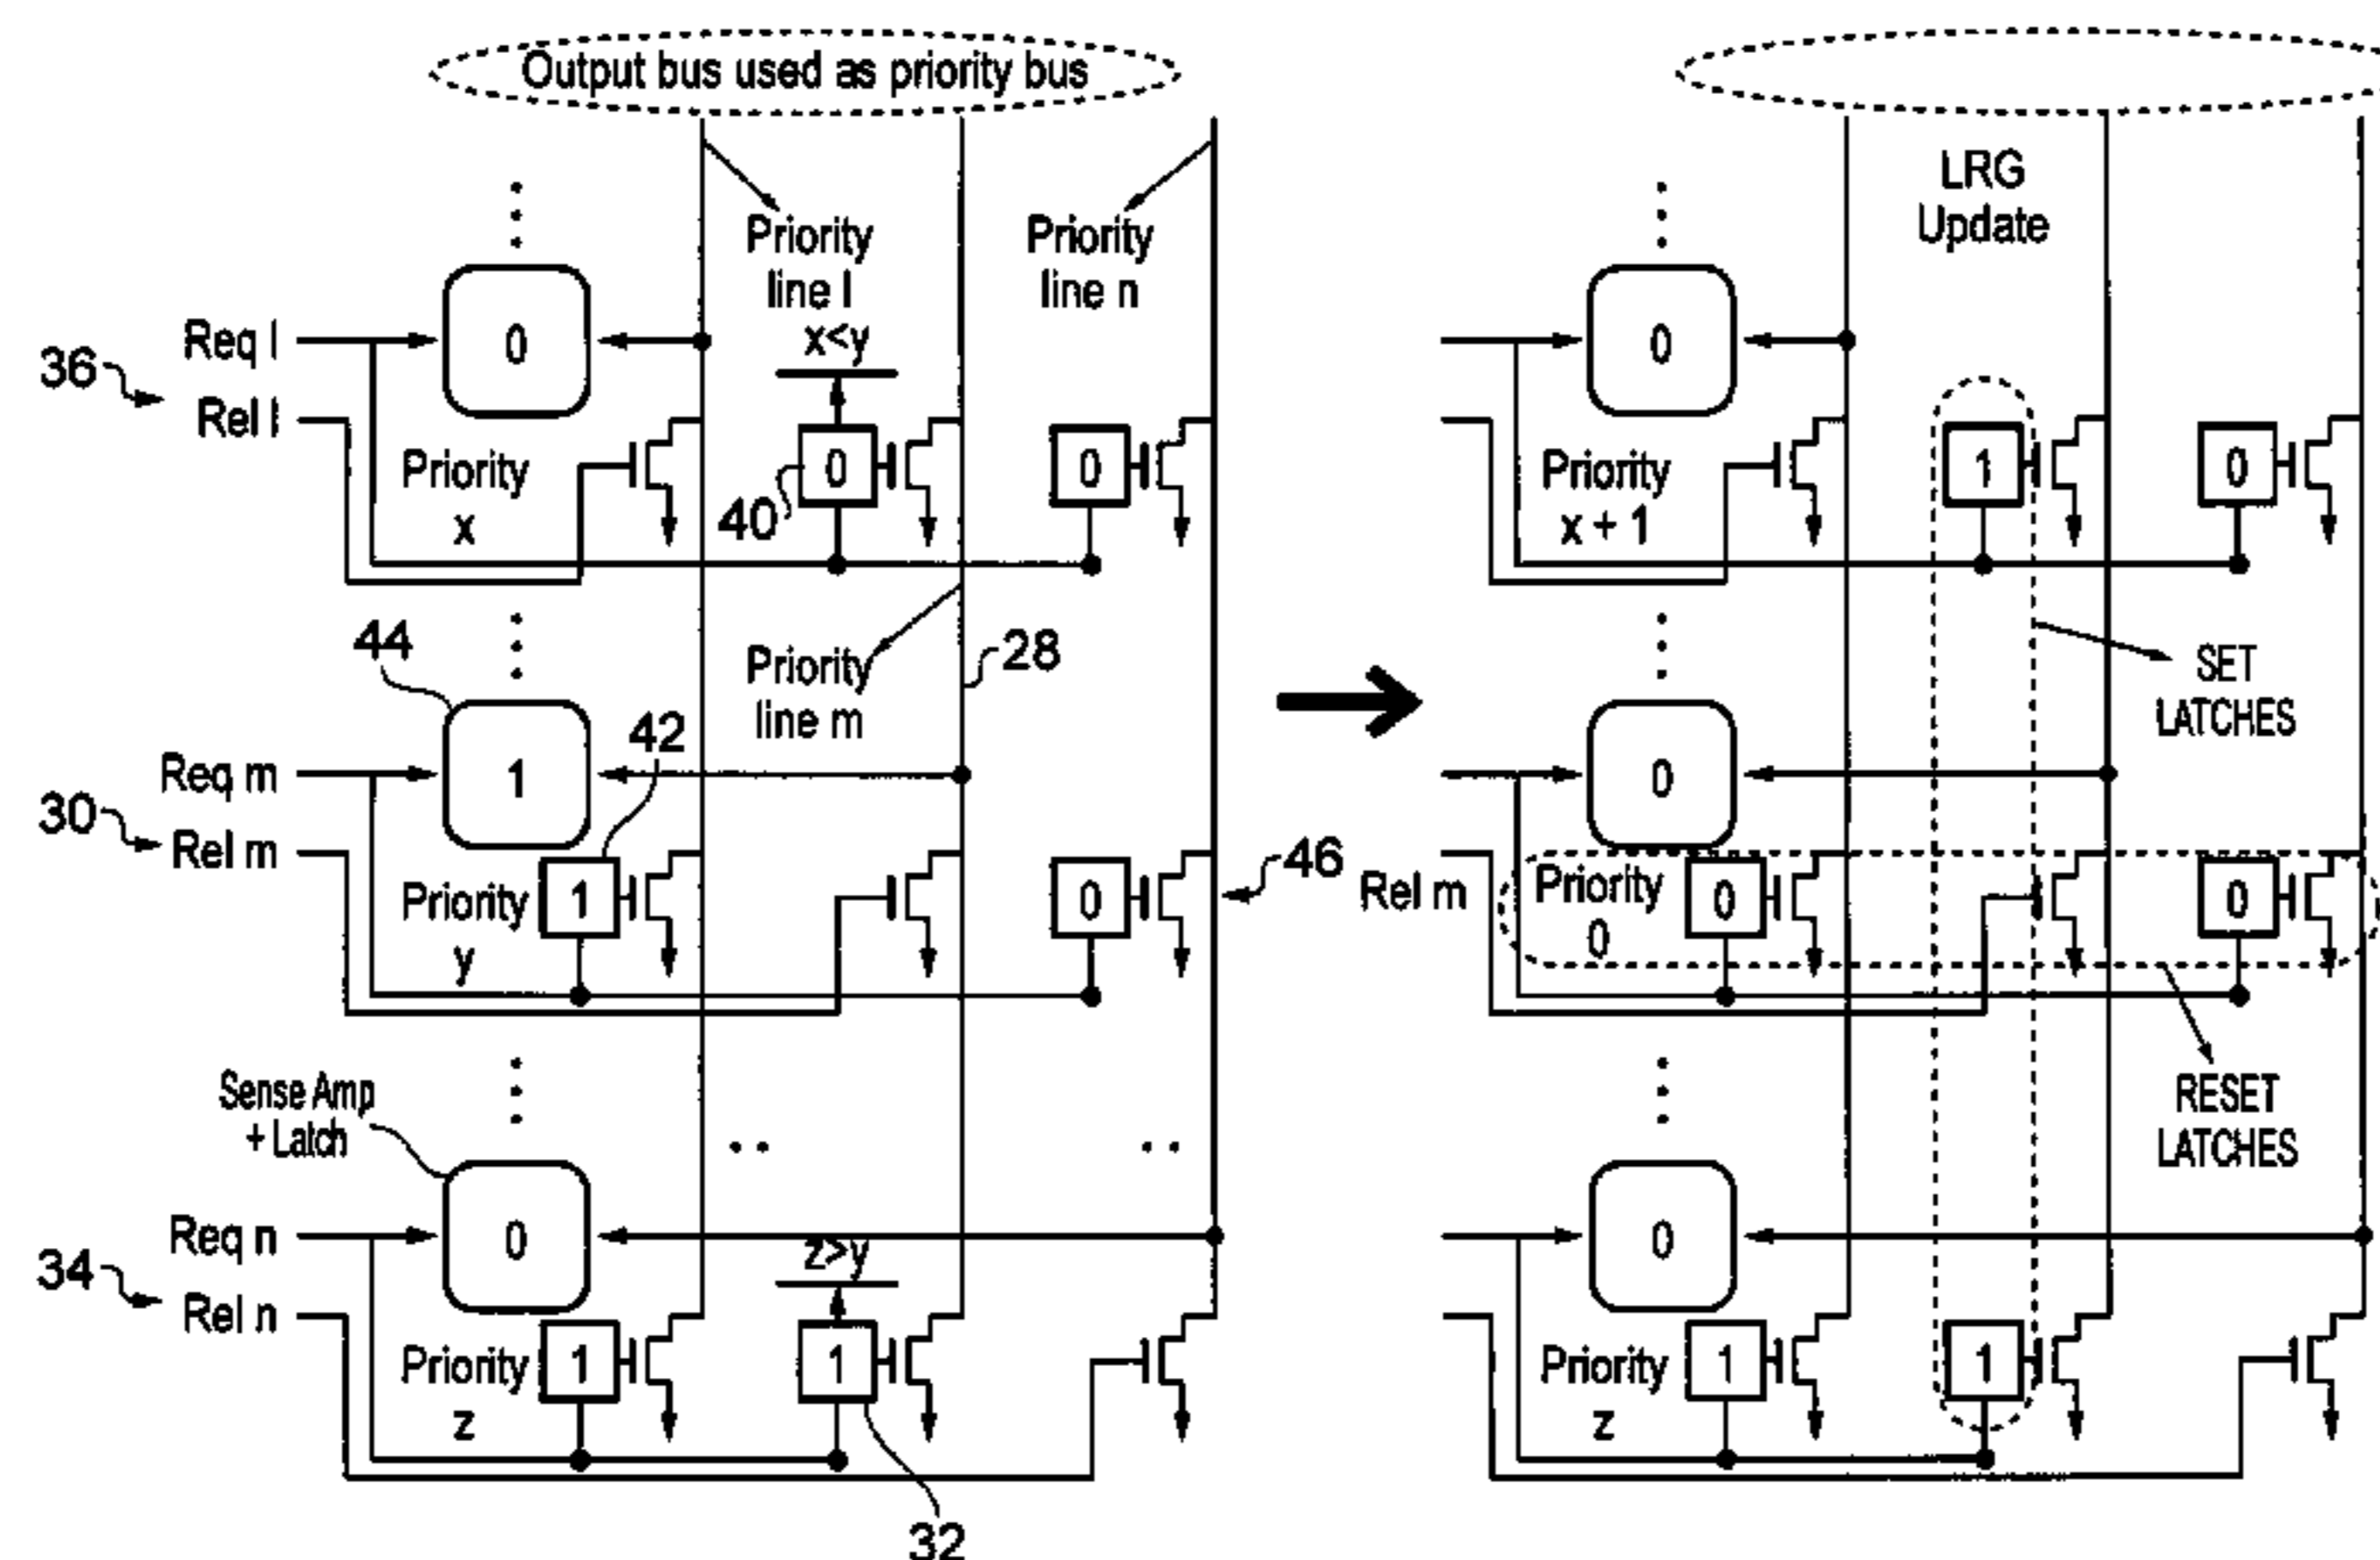 Output bus used as priority bus
LRG
Update
Priority
line l
Priority
line n
x<y
Req l
Rel l
36
0
Priority
x
40
0
0
0
Priority
x + 1
1
0
44
Priority
line m
28
SET
LATCHES
42
Req m
Rel m
30
1
Priority
y
1
0
46
Rel m
0
Priority
0
0
0
RESET
LATCHES
Sense Amp
+ Latch
Req n
Rel n
34
0
z>y
Priority
z
1
1
32
0
Priority
z
1
1